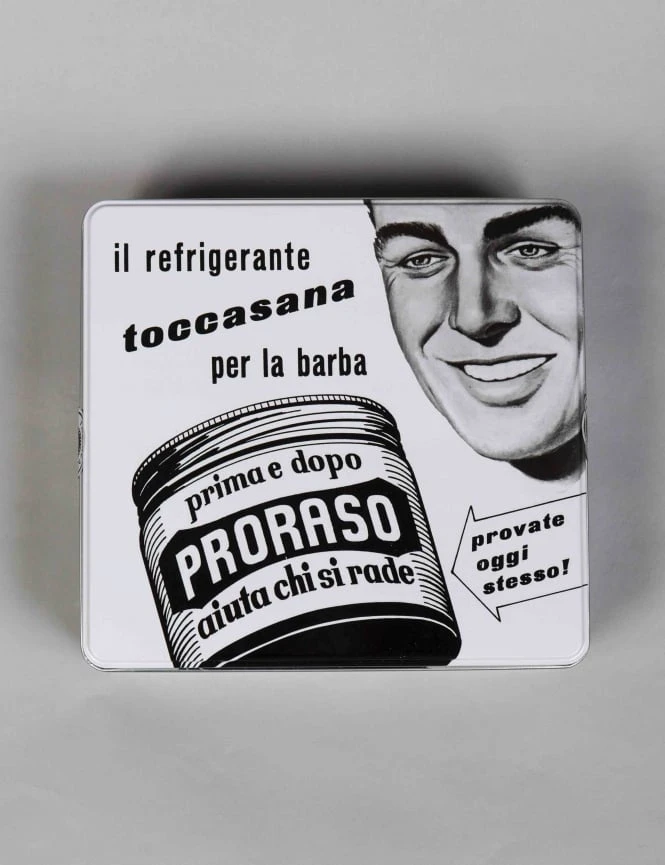 il refrigerante
toccasana
per la barba
prima e dopo
PRORASO
aiuta chi si rade
provate
oggi
stesso!